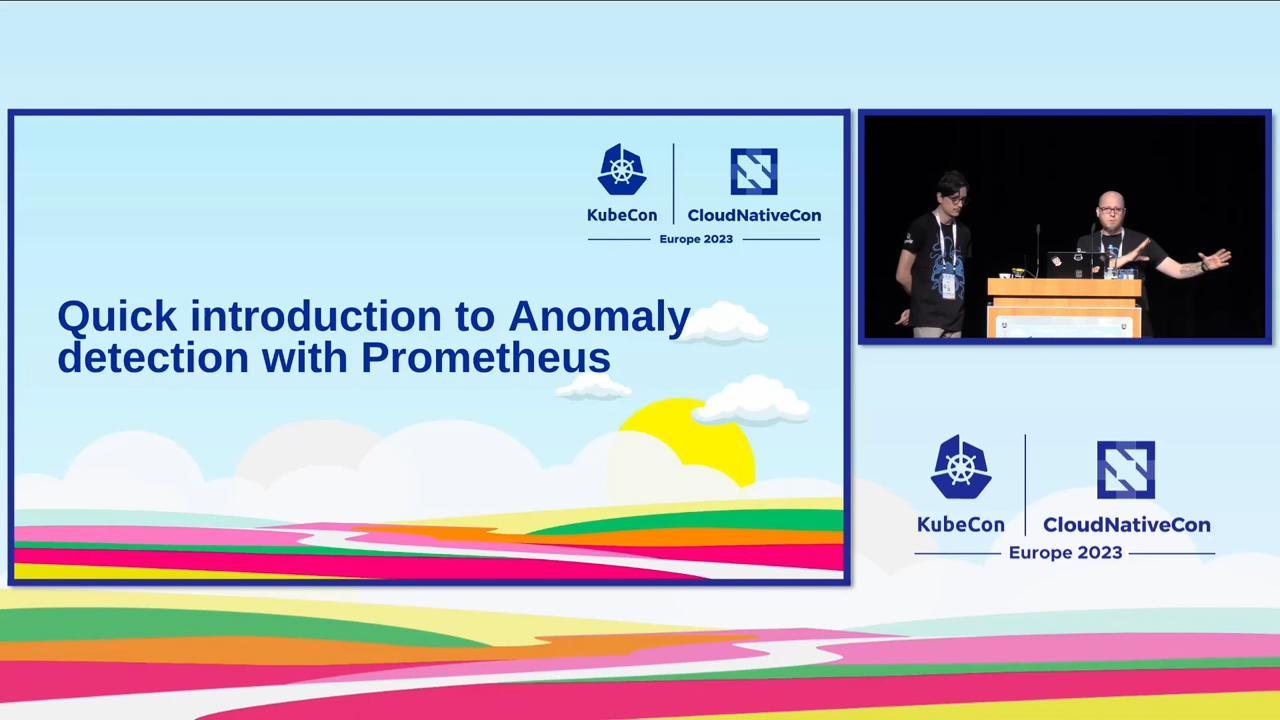 KubeCon
CloudNativeCon
Europe 2023
Quick introduction to Anomaly
detection with Prometheus
KubeCon
CloudNativeCon
Europe 2023